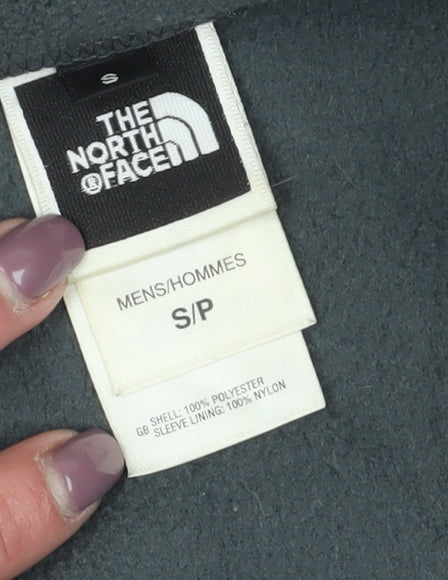 S
THE
NORTH
FACE
MENS/HOMMES
S/P
GB SHELL: 100% POLYESTER
SLEEVE LINING: 100% NYLON